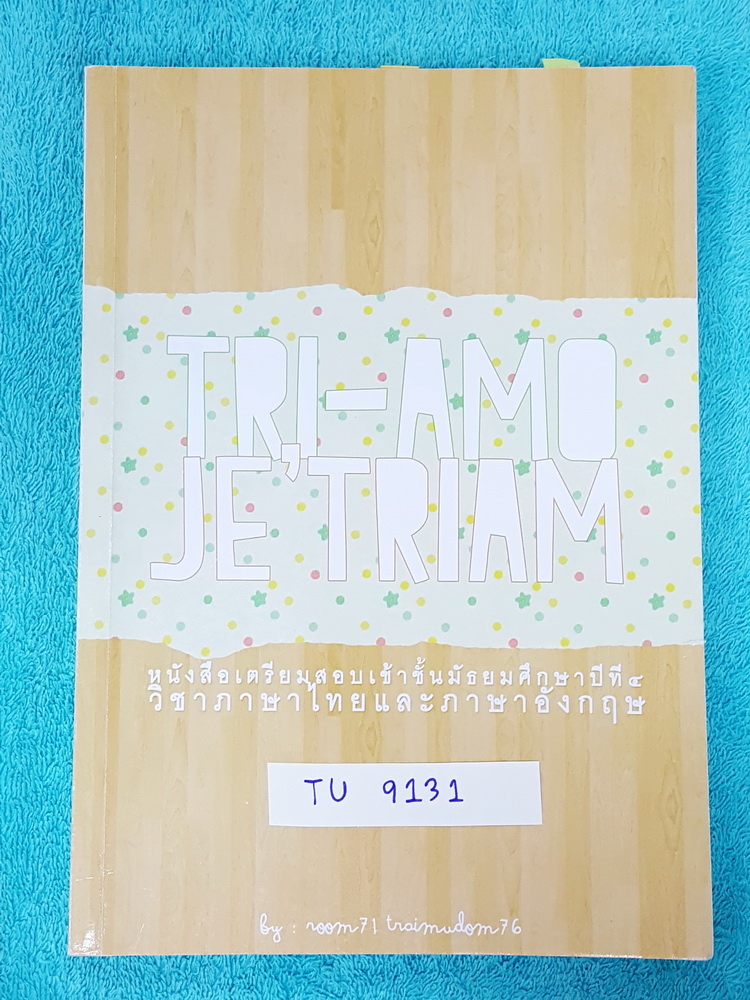 TRI-AMO
JE'TRIAM
หนังสือเตรียมสอบเข้าชั้นมัธยมศึกษาปีที่๔
วิชาภาษาไทยและภาษาอังกฤษ
TU 9131
by : room71 traimudom76